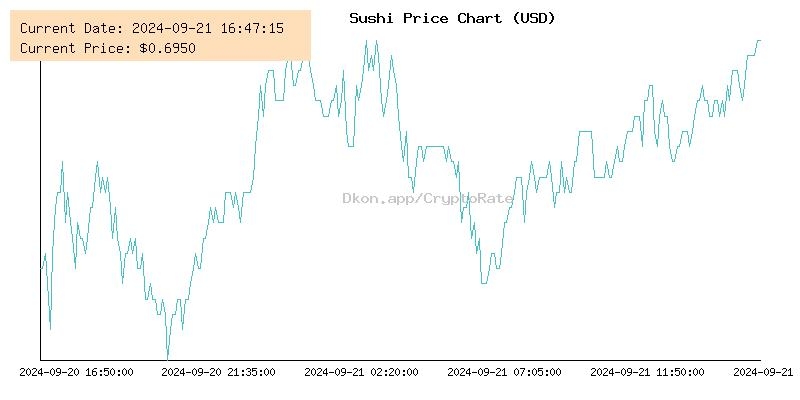 Sushi Price Chart (USD)
Current Date: 2024-09-21 16:47:15
Current Price: $0.6950
Dkon.app/CryptoRate
2024-09-20 16:50:00
2024-09-20 21:35:00
2024-09-21 02:20:00
2024-09-21 07:05:00
2024-09-21 11:50:00
2024-09-21